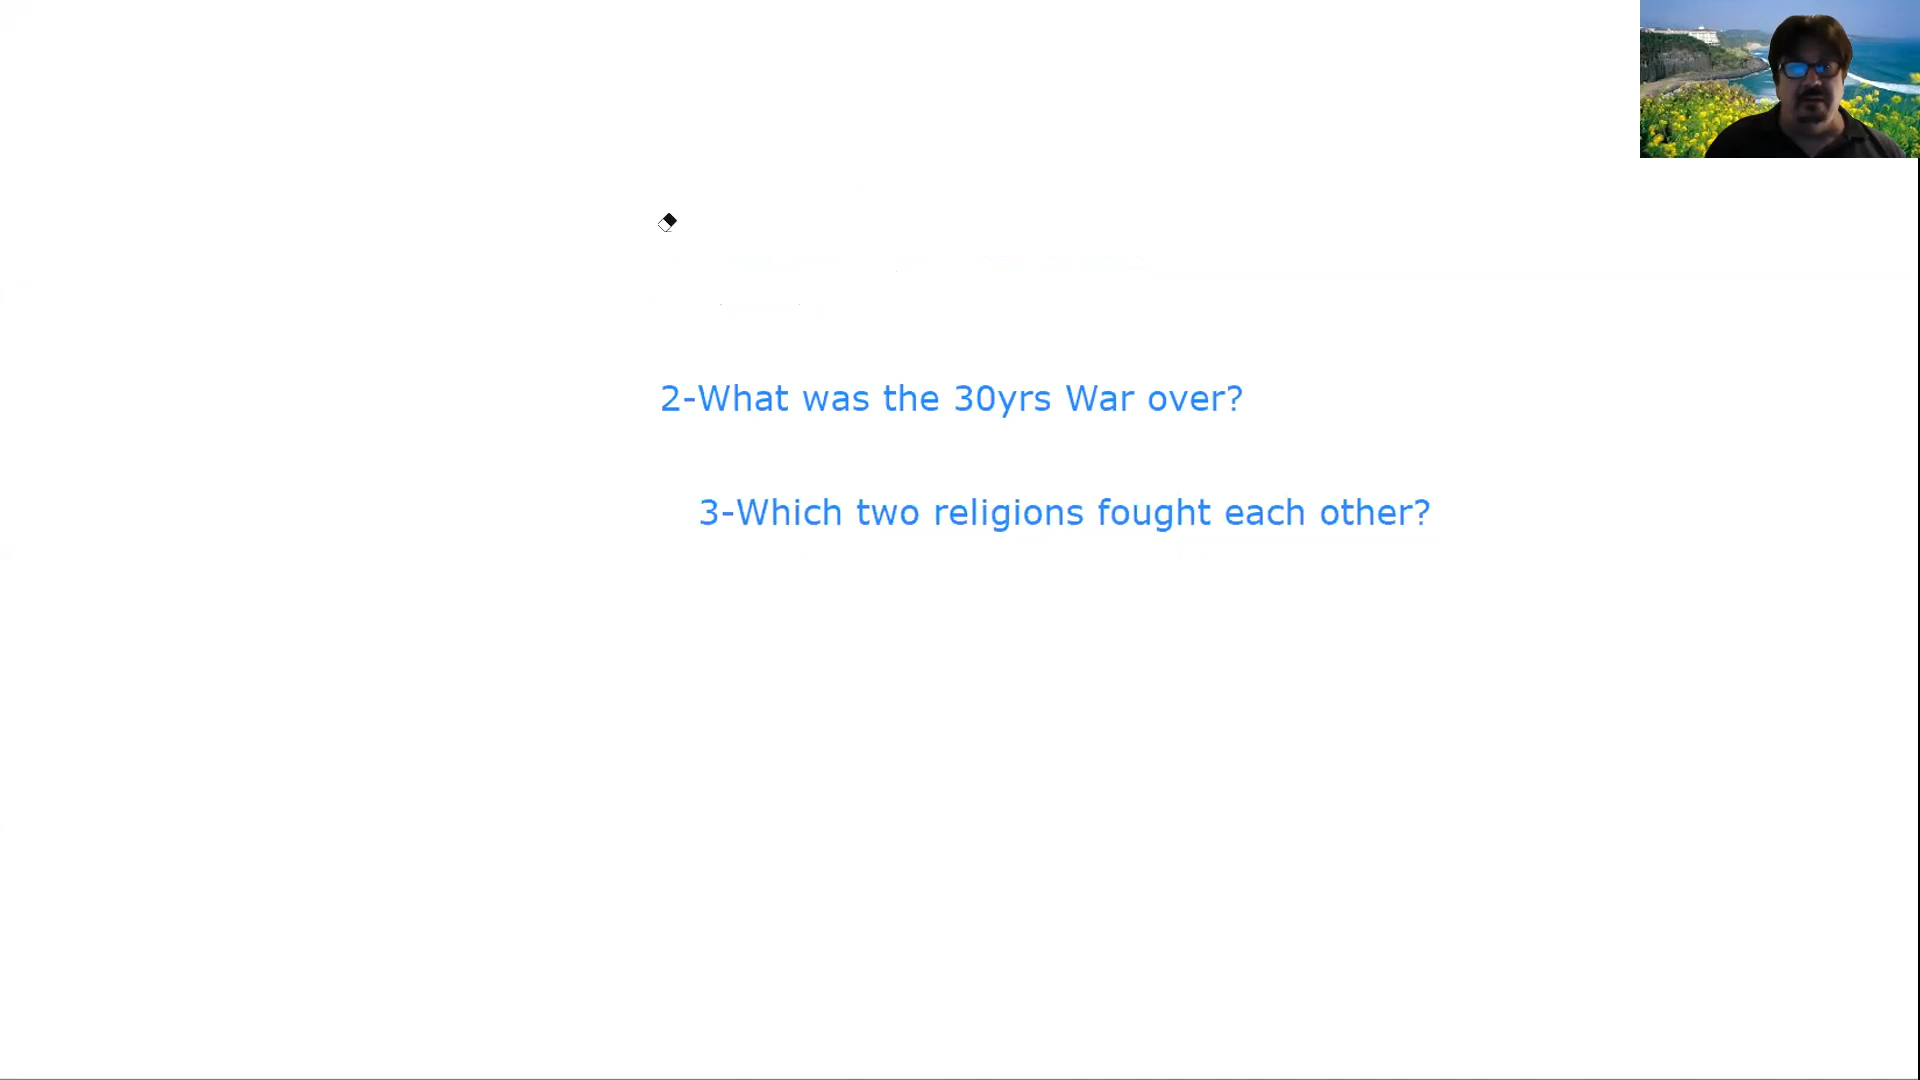 2-What was the 30yrs War over?
3-Which two religions fought each other?